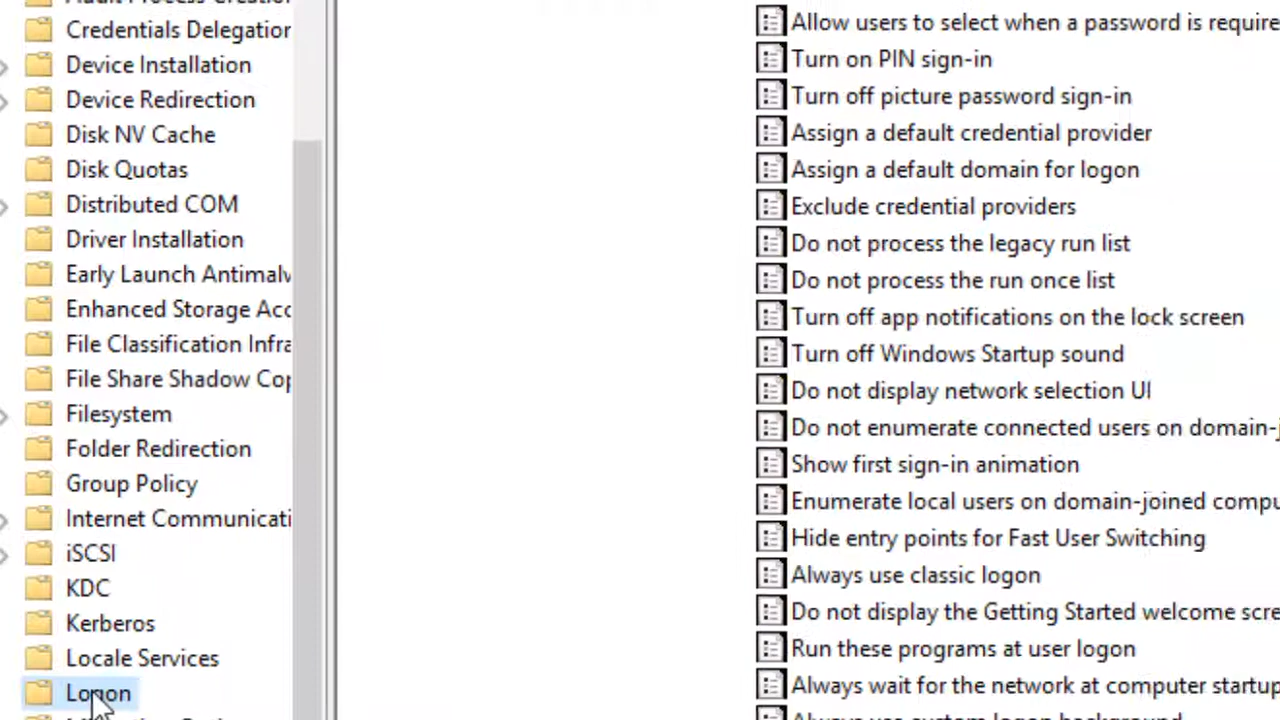 Credentials Delegation
Device Installation
Device Redirection
Disk NV Cache
Disk Quotas
Distributed COM
Driver Installation
Early Launch Antimalv
Enhanced Storage Acc
File Classification Infra
File Share Shadow Cop
Filesystem
Folder Redirection
Group Policy
Internet Communicati
iSCSI
KDC
Kerberos
Locale Services
Logon
Allow users to select when a password is require
Turn on PIN sign-in
Turn off picture password sign-in
Assign a default credential provider
Assign a default domain for logon
Exclude credential providers
Do not process the legacy run list
Do not process the run once list
Turn off app notifications on the lock screen
Turn off Windows Startup sound
Do not display network selection UI
Do not enumerate connected users on domain-j
Show first sign-in animation
Enumerate local users on domain-joined compu
Hide entry points for Fast User Switching
Always use classic logon
Do not display the Getting Started welcome scre
Run these programs at user logon
Always wait for the network at computer startup